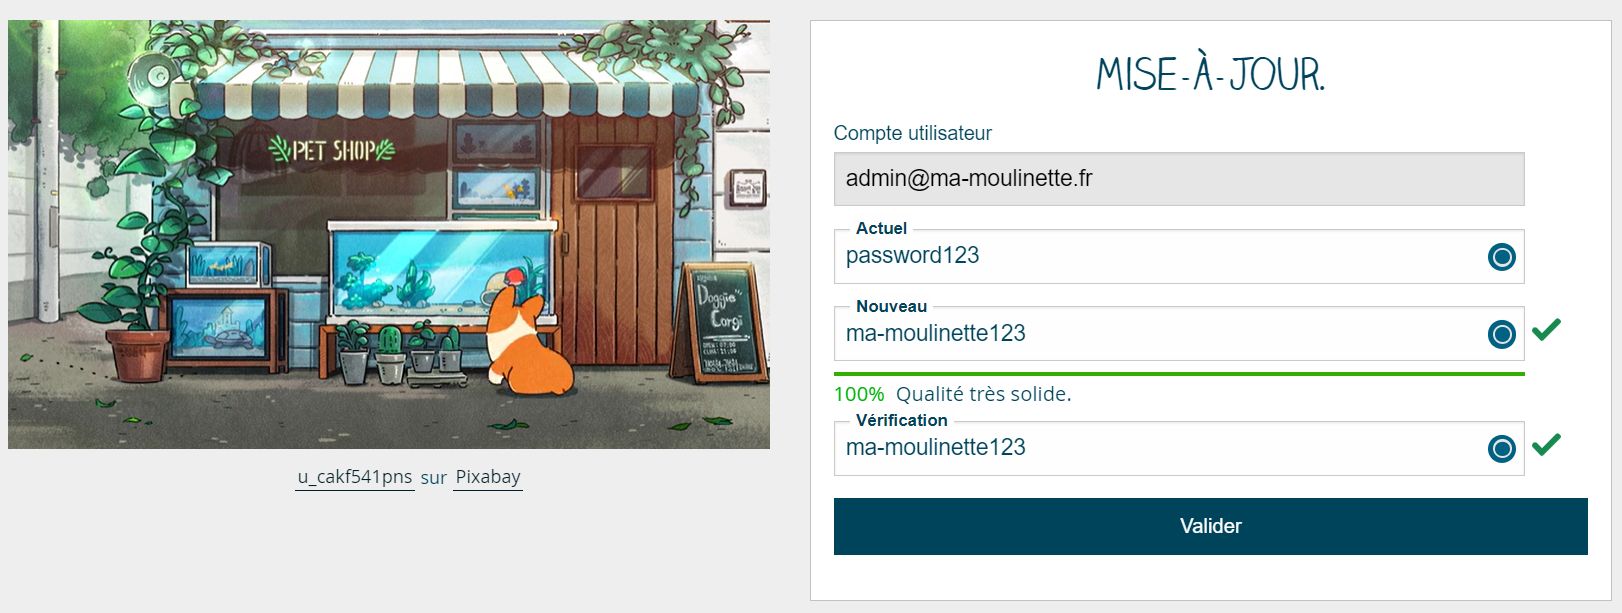 PET SHOP
Doggie
Corgi
u_cakf541pns sur Pixabay
MISE-À-JOUR.
Compte utilisateur
admin@ma-moulinette.fr
Actuel
password123
Nouveau
ma-moulinette123
100% Qualité très solide.
Vérification
ma-moulinette123
Valider